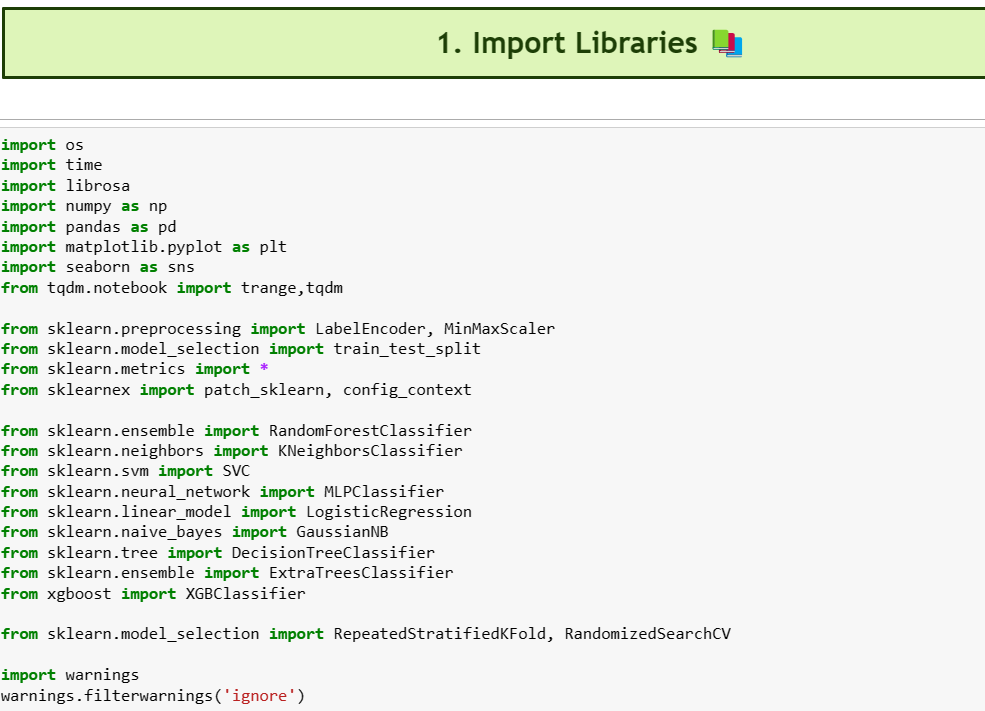 1. Import Libraries
import os
import time
import librosa
import numpy as np
import pandas as pd
import matplotlib.pyplot as plt
import seaborn as sns
from tqdm.notebook import trange,tqdm
from sklearn.preprocessing import LabelEncoder, MinMaxScaler
from sklearn.model_selection import train_test_split
from sklearn.metrics import *
from sklearnex import patch_sklearn, config_context
from sklearn.ensemble import RandomForestClassifier
from sklearn.neighbors import KNeighborsClassifier
from sklearn.svm import SVC
from sklearn.neural_network import MLPClassifier
from sklearn.linear_model import LogisticRegression
from sklearn.naive_bayes import GaussianNB
from sklearn.tree import DecisionTreeClassifier
from sklearn.ensemble import ExtraTreesClassifier
from xgboost import XGBClassifier
from sklearn.model_selection import RepeatedStratifiedKFold, RandomizedSearchCV
import warnings
warnings.filterwarnings('ignore')